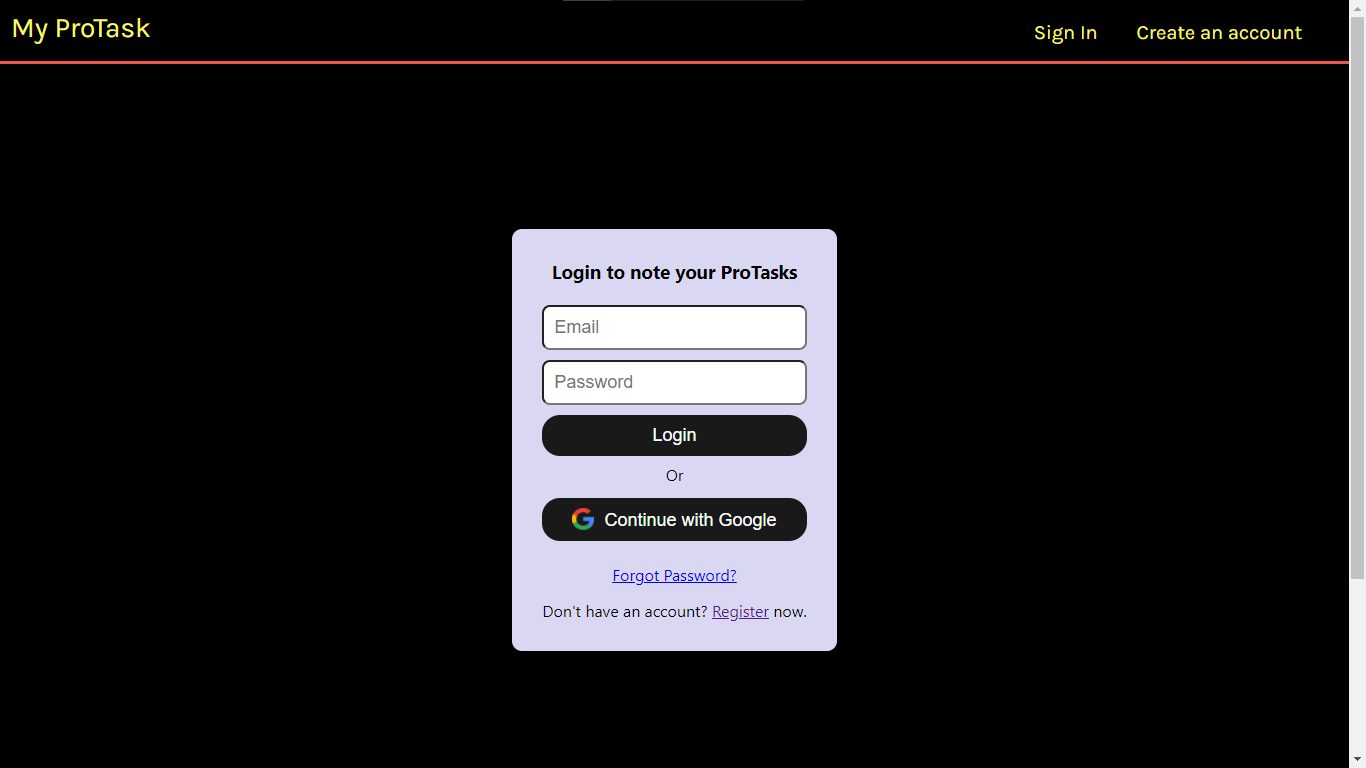 My ProTask
Sign In
Create an account
Login to note your ProTasks
Email
Password
Login
Or
Continue with Google
Forgot Password?
Don't have an account? Register now.